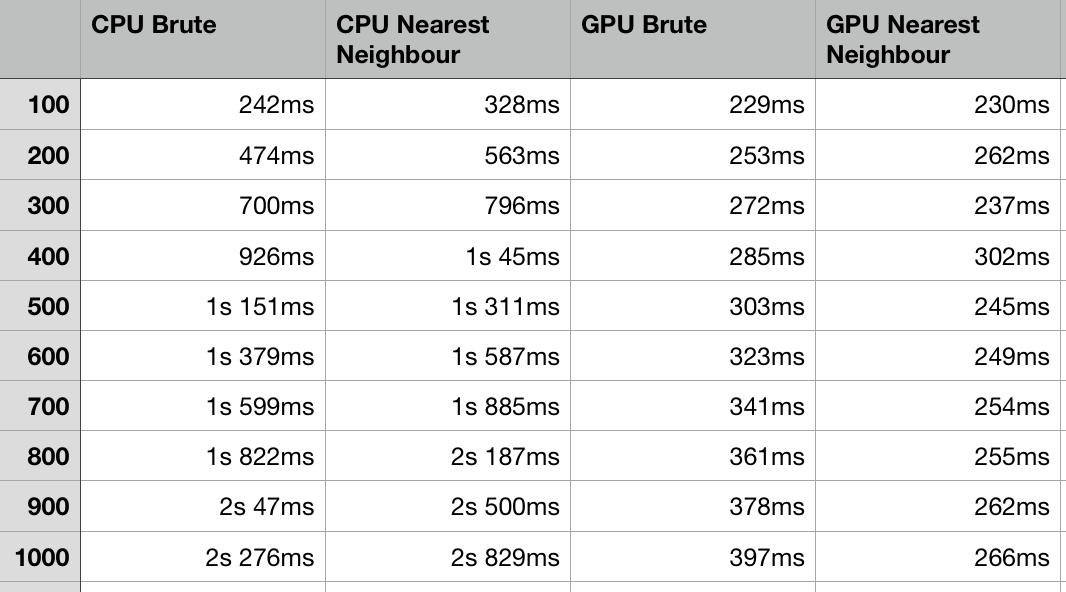 CPU Brute CPU Nearest Neighbour GPU Brute GPU Nearest Neighbour
100 242ms 328ms 229ms 230ms
200 474ms 563ms 253ms 262ms
300 700ms 796ms 272ms 237ms
400 926ms 1s 45ms 285ms 302ms
500 1s 151ms 1s 311ms 303ms 245ms
600 1s 379ms 1s 587ms 323ms 249ms
700 1s 599ms 1s 885ms 341ms 254ms
800 1s 822ms 2s 187ms 361ms 255ms
900 2s 47ms 2s 500ms 378ms 262ms
1000 2s 276ms 2s 829ms 397ms 266ms